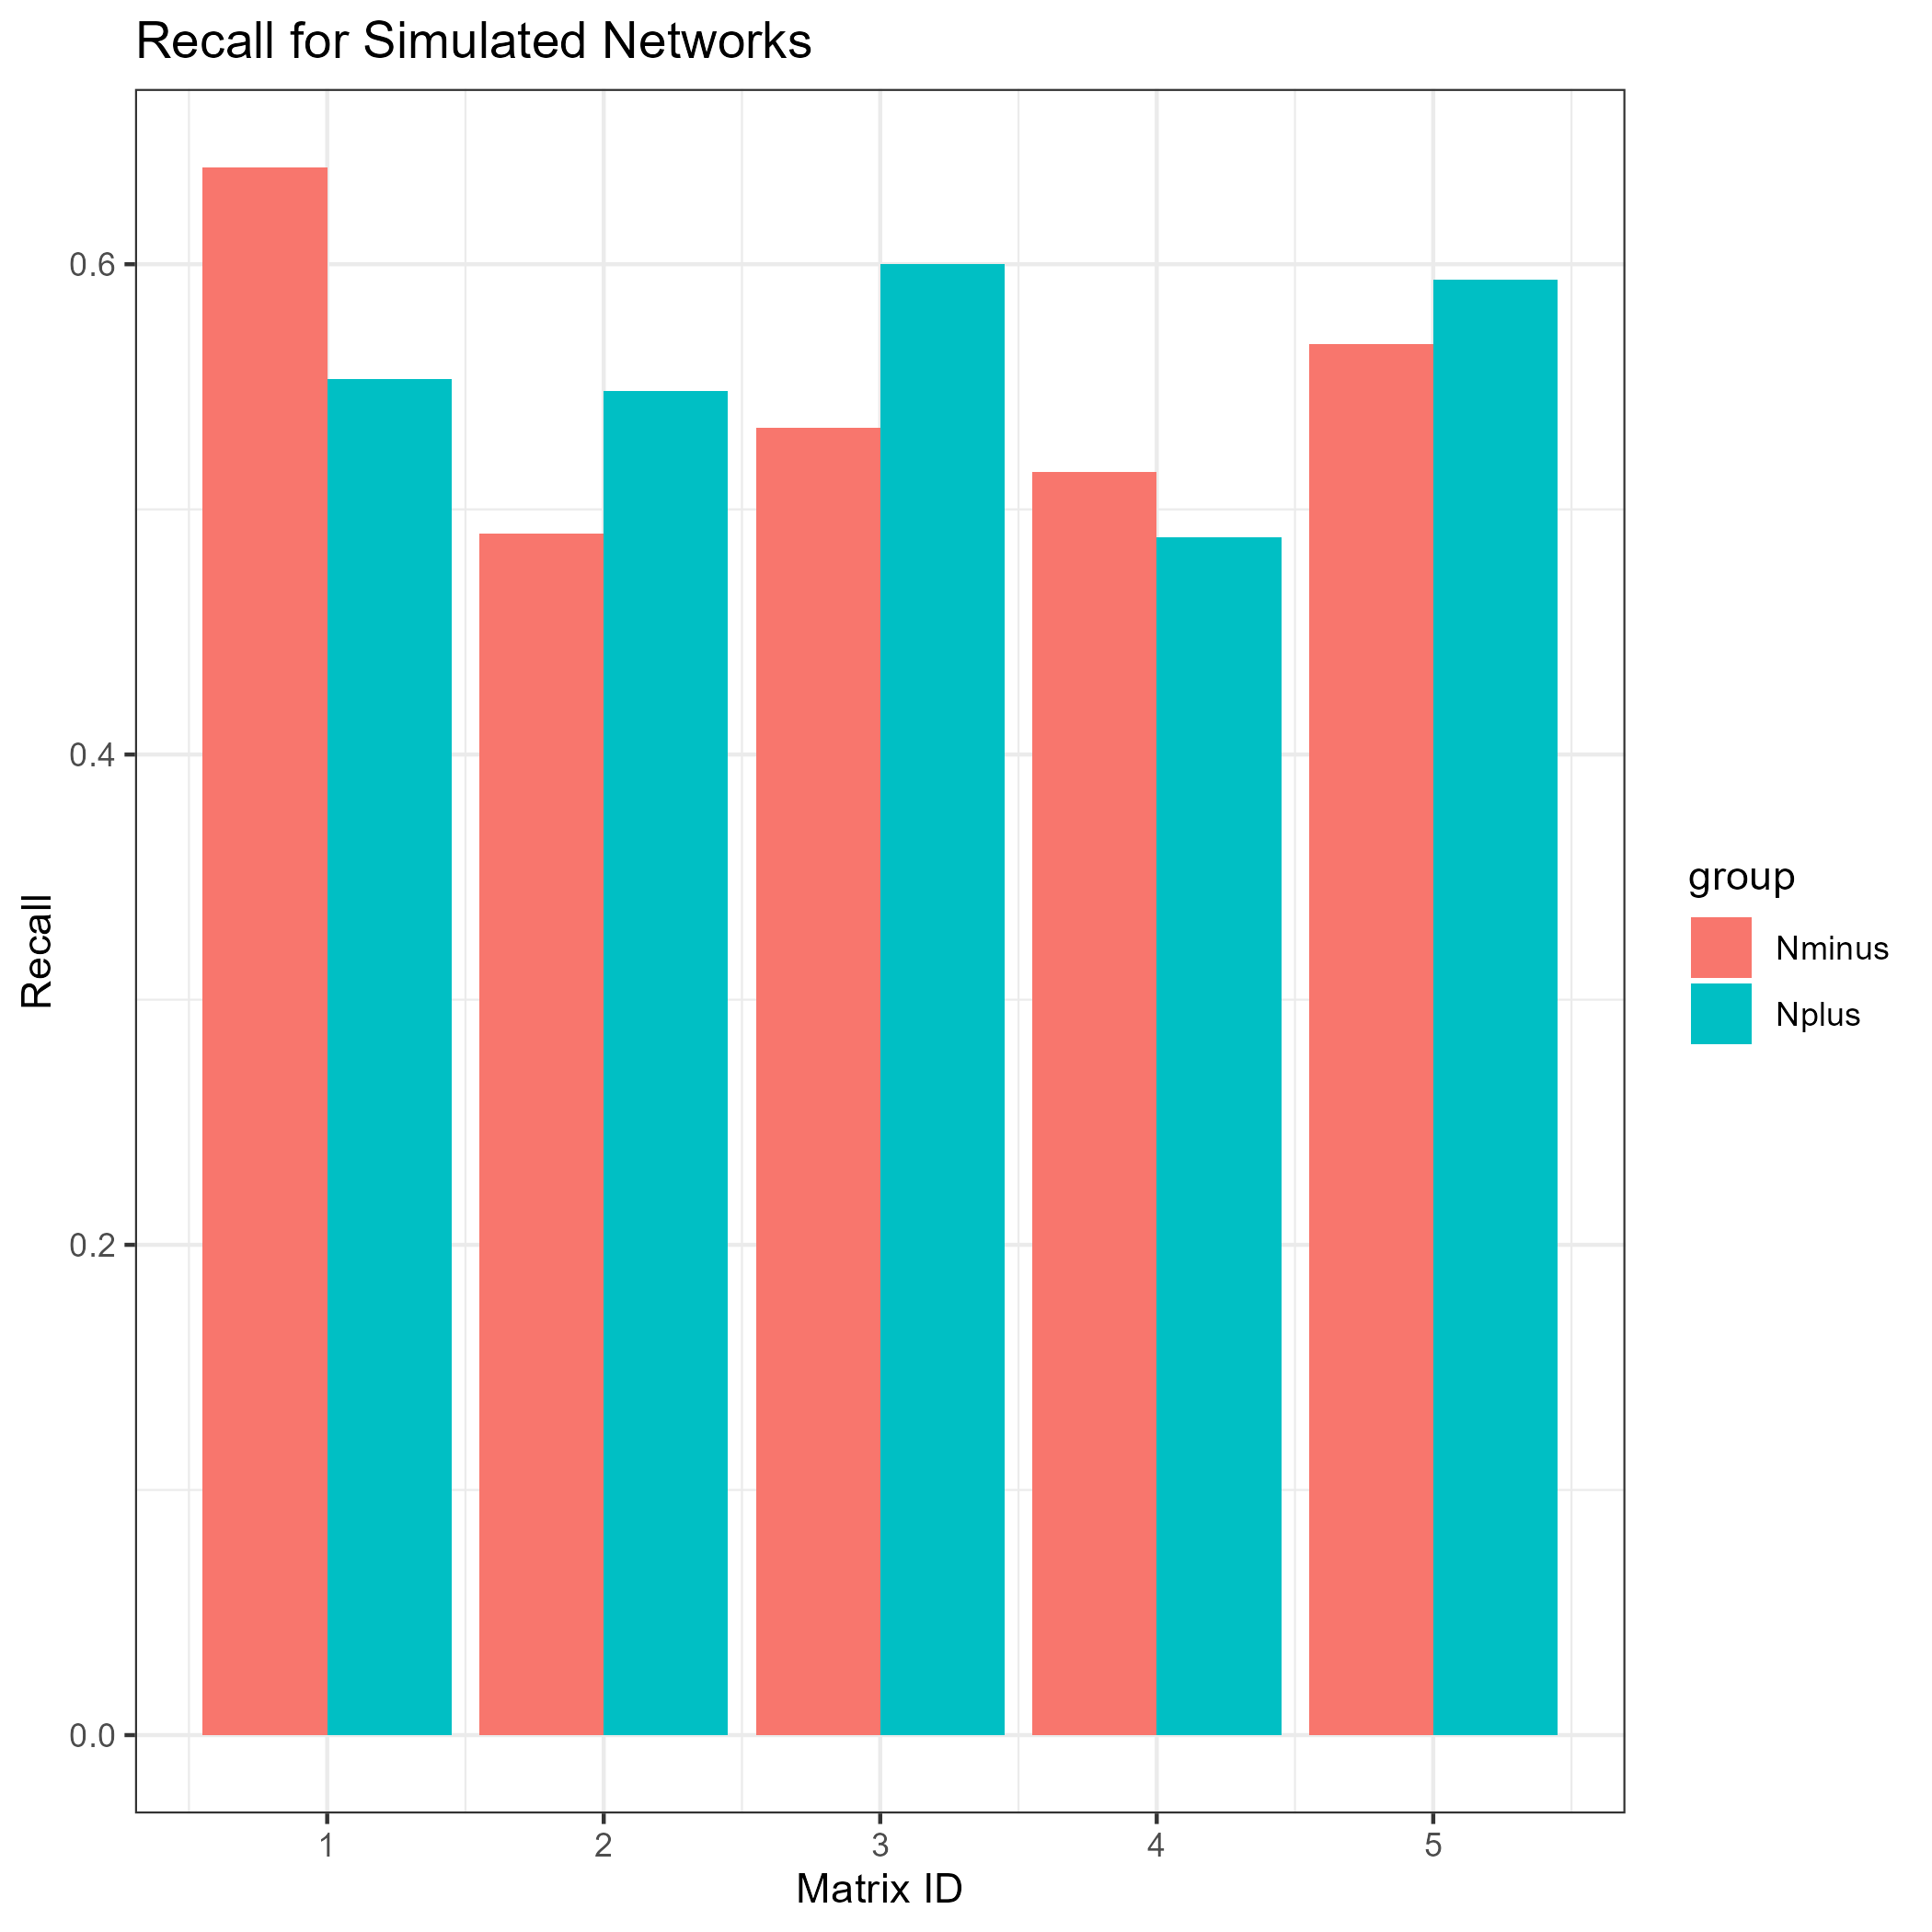 Recall for Simulated Networks
0.6
0.4
0.2
0.0
Recall
1 2 3 4 5
Matrix ID
group
Nminus
Nplus